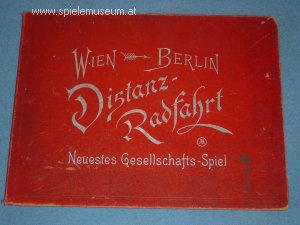 www.spielemuseum.at
WIEN BERLIN
Distanz-
Radfahrt
Neuestes Gesellschafts-Spiel